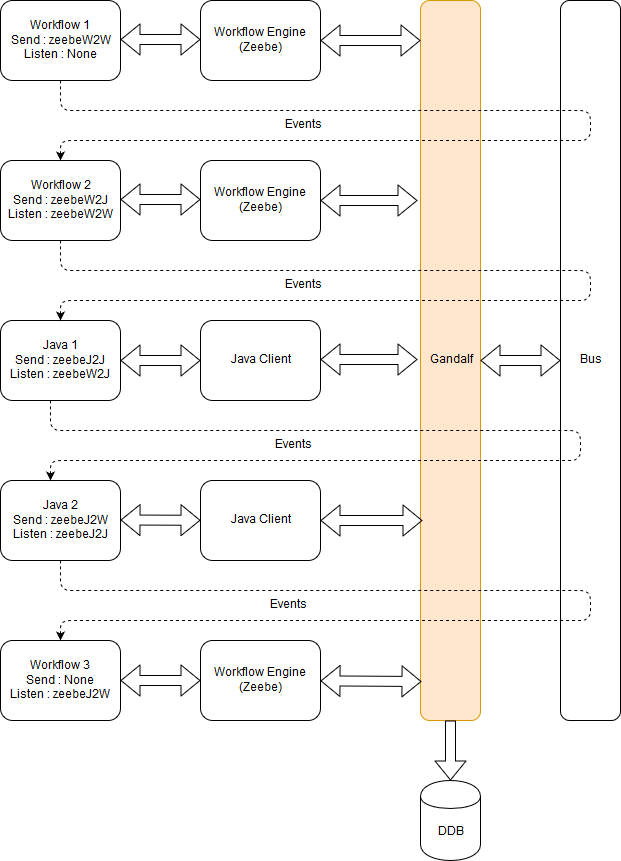 Workflow 1
Send : zeebeW2W
Listen : None
Workflow Engine
(Zeebe)
Events
Workflow 2
Send : zeebeW2J
Listen : zeebeW2W
Workflow Engine
(Zeebe)
Events
Java 1
Send : zeebeJ2J
Listen : zeebeW2J
Java Client
Gandalf
Bus
Events
Java 2
Send : zeebeJ2W
Listen : zeebeJ2J
Java Client
Events
Workflow 3
Send : None
Listen : zeebeJ2W
Workflow Engine
(Zeebe)
DDB